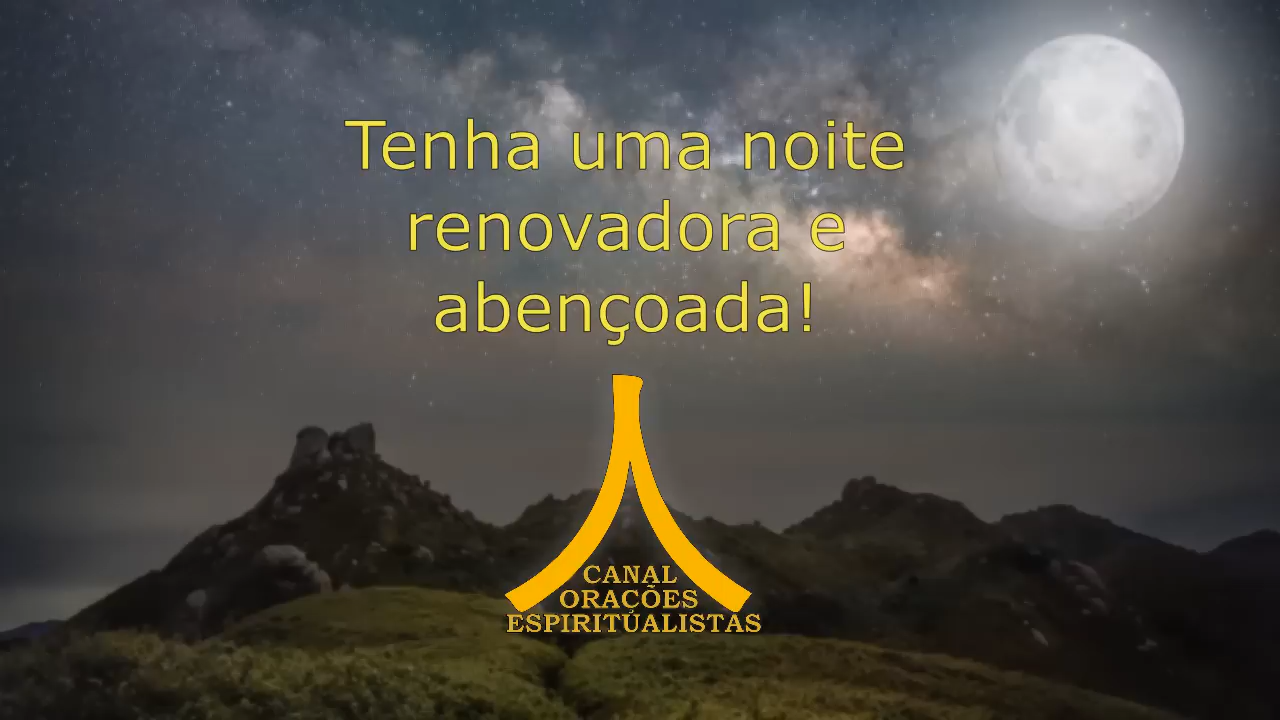 Tenha uma noite
renovadora e
abençoada!
CANAL
ORAÇÕES
ESPIRITUALISTAS